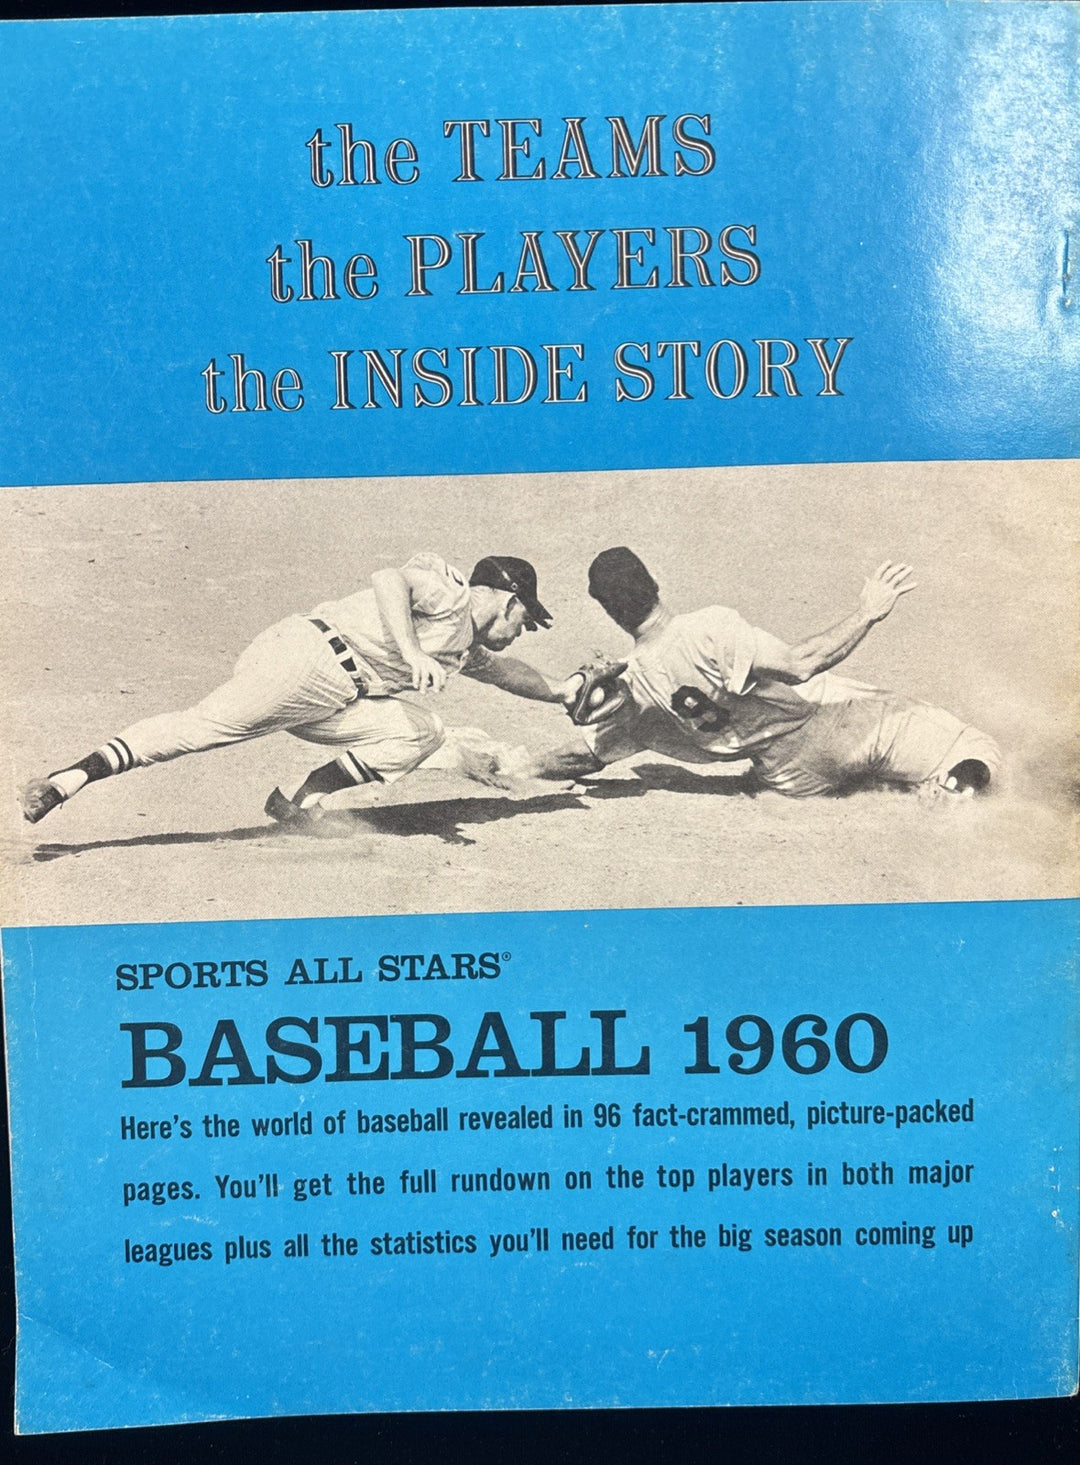 the TEAMS
the PLAYERS
the INSIDE STORY
9
SPORTS ALL STARS®
BASEBALL 1960
Here's the world of baseball revealed in 96 fact-crammed, picture-packed
pages. You'll get the full rundown on the top players in both major
leagues plus all the statistics you'll need for the big season coming up